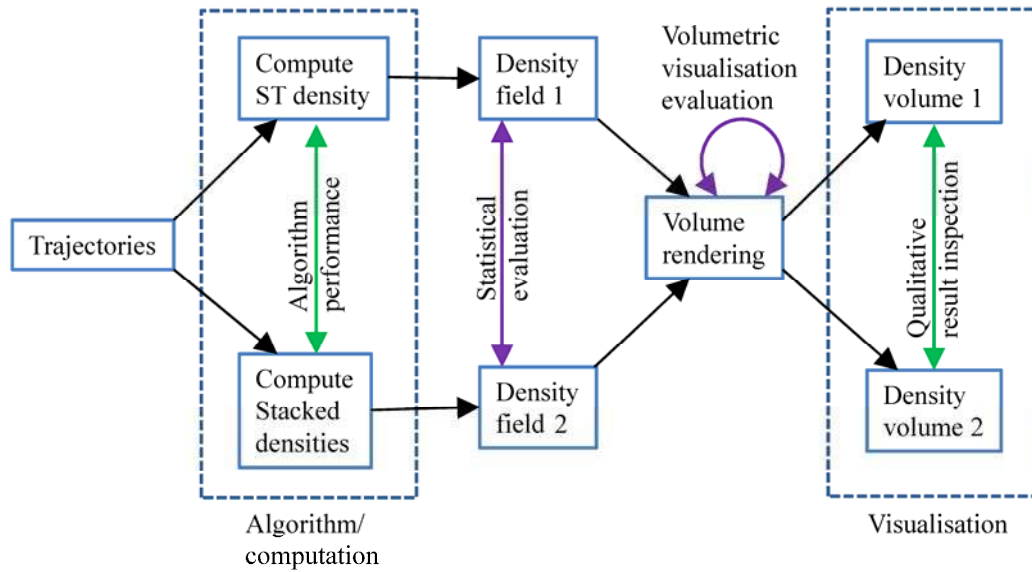 Compute
ST density
Density
field 1
Volumetric
visualisation
evaluation
Density
volume 1
Trajectories
Algorithm
performance
Statistical
evaluation
Volume
rendering
Qualitative
result inspection
Compute
Stacked
densities
Density
field 2
Density
volume 2
Algorithm/
computation
Visualisation